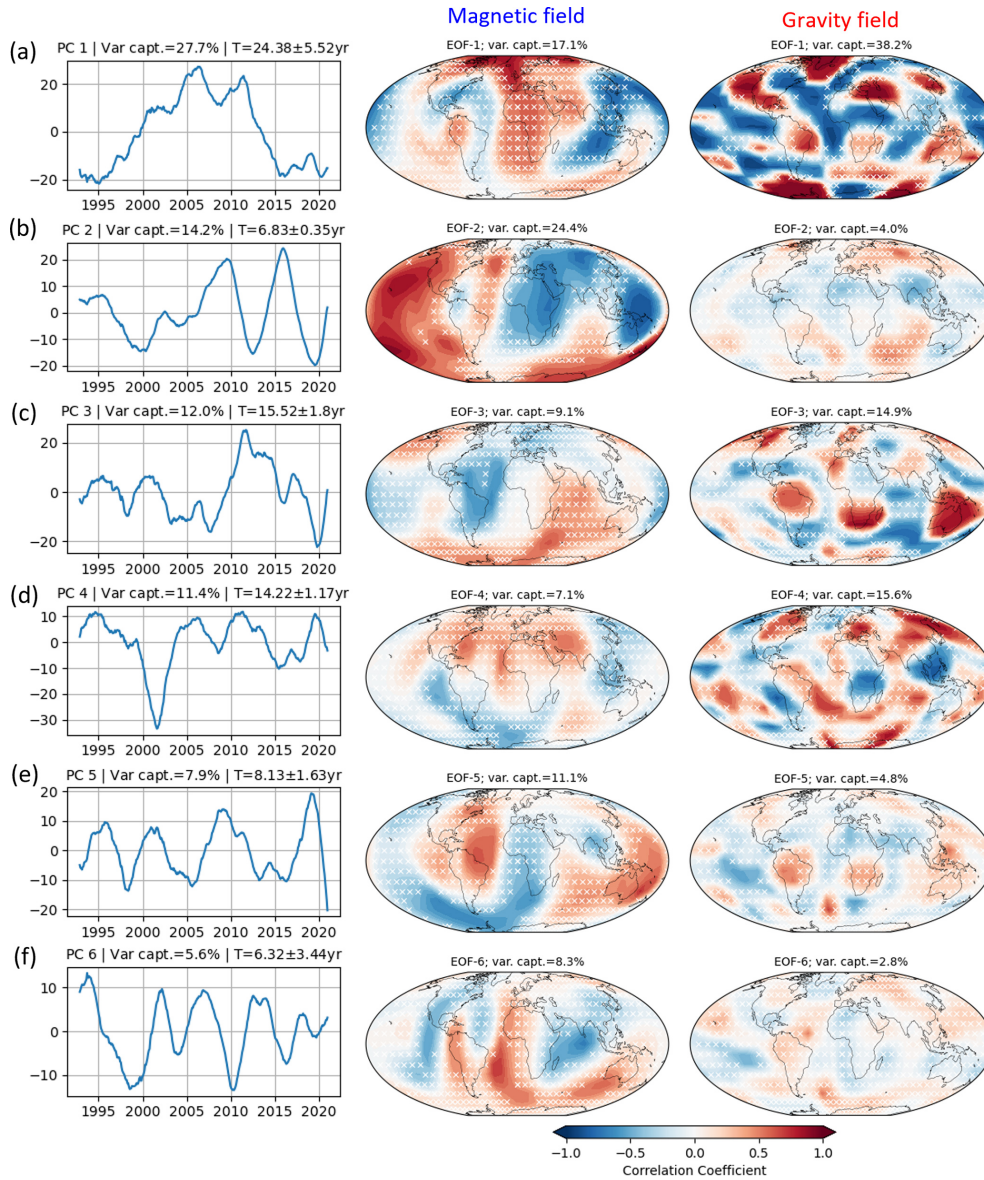 Magnetic field
Gravity field
(a)
PC 1 | Var capt.=27.7% | T=24.38±5.52yr
EOF-1; var. capt.=17.1%
EOF-1; var capt.=38.2%
20
0
−20
1995 2000 2005 2010 2015 2020
(b)
PC 2 | Var capt.=14.2% | T=6.83±0.35yr
EOF-2; var. capt.=24.4%
EOF-2; var capt.=4.0%
20
10
0
−10
−20
1995 2000 2005 2010 2015 2020
(c)
PC 3 | Var capt.=12.0% | T=15.52±1.8yr
EOF-3; var. capt.=9.1%
EOF-3; var capt.=14.9%
20
0
−20
1995 2000 2005 2010 2015 2020
(d)
PC 4 | Var capt.=11.4% | T=14.22±1.17yr
EOF-4; var. capt.=7.1%
EOF-4; var capt.=15.6%
10
0
−10
−20
−30
1995 2000 2005 2010 2015 2020
(e)
PC 5 | Var capt.=7.9% | T=8.13±1.63yr
EOF-5; var. capt.=11.1%
EOF-5; var capt.=4.8%
20
10
0
−10
−20
1995 2000 2005 2010 2015 2020
(f)
PC 6 | Var capt.=5.6% | T=6.32±3.44yr
EOF-6; var. capt.=8.3%
EOF-6; var capt.=2.8%
10
0
−10
1995 2000 2005 2010 2015 2020
−1.0 −0.5 0.0 0.5 1.0
Correlation Coefficient